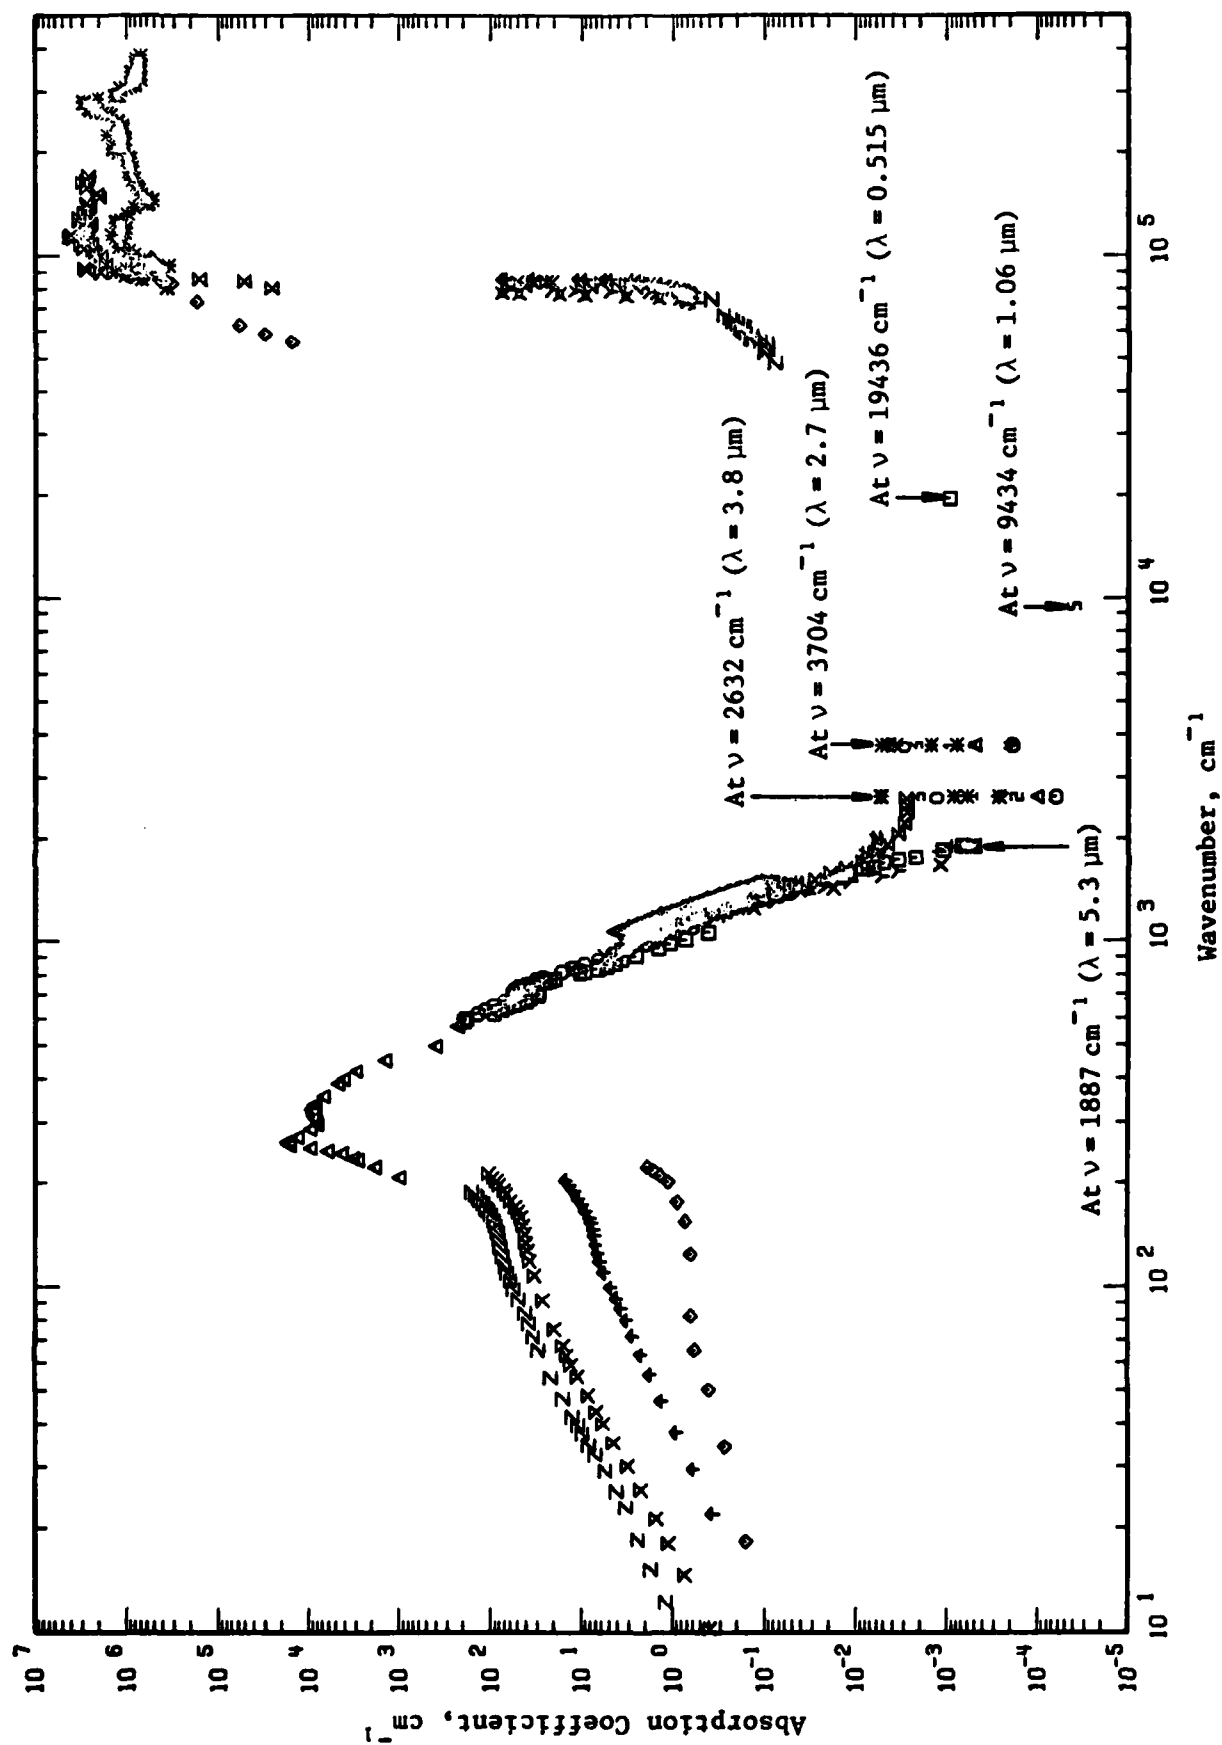 Absorption Coefficient, cm⁻¹
10⁷
10⁶
10⁵
10⁴
10³
10²
10¹
10⁰
10⁻¹
10⁻²
10⁻³
10⁻⁴
10⁻⁵
At ν = 2632 cm⁻¹ (λ = 3.8 μm)
At ν = 3704 cm⁻¹ (λ = 2.7 μm)
At ν = 19436 cm⁻¹ (λ = 0.515 μm)
At ν = 9434 cm⁻¹ (λ = 1.06 μm)
At ν = 1887 cm⁻¹ (λ = 5.3 μm)
10¹
10²
10³
10⁴
10⁵
Wavenumber, cm⁻¹